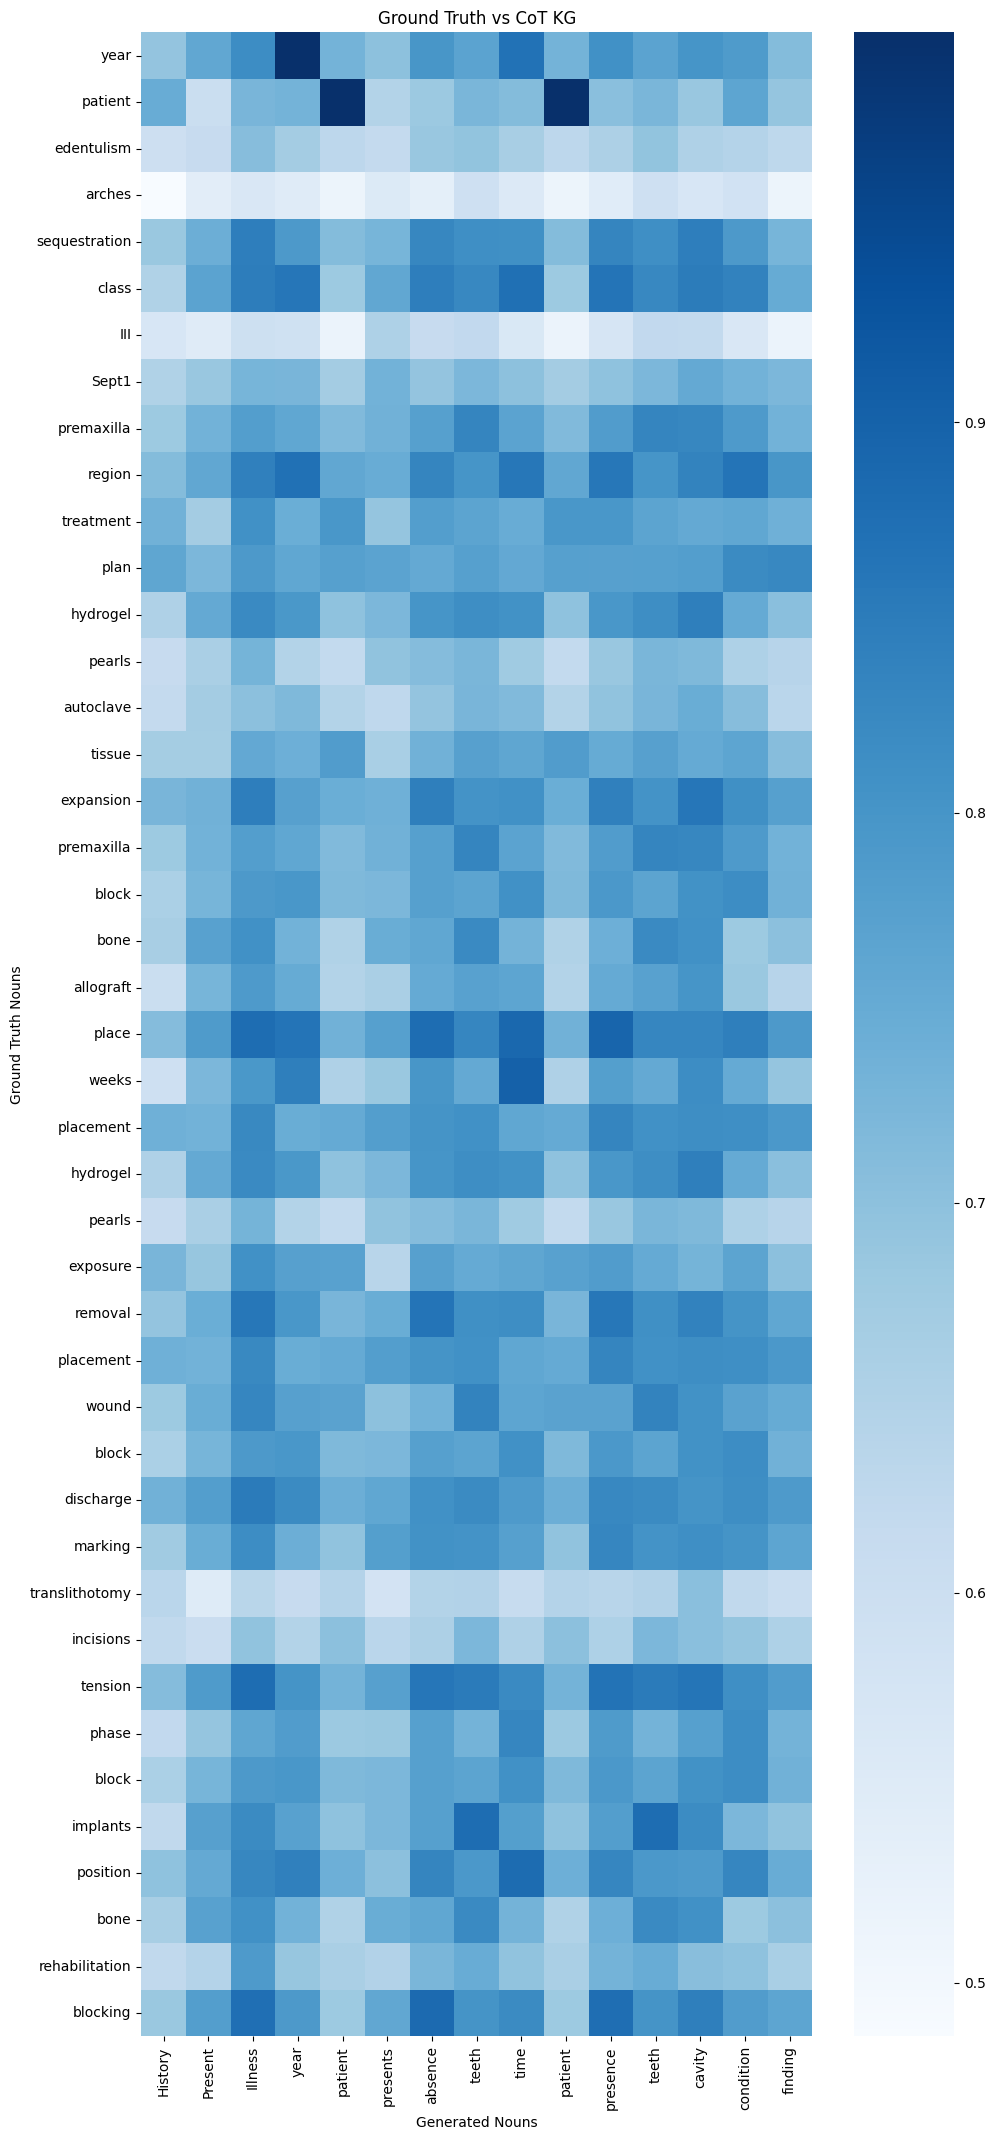 Ground Truth vs CoT KG
Ground Truth Nouns
year
patient
edentulism
arches
sequestration
class
III
Sept1
premaxilla
region
treatment
plan
hydrogel
pearls
autoclave
tissue
expansion
premaxilla
block
bone
allograft
place
weeks
placement
hydrogel
pearls
exposure
removal
placement
wound
block
discharge
marking
translithotomy
incisions
tension
phase
block
implants
position
bone
rehabilitation
blocking
History
Present
Illness
year
patient
presents
absence
teeth
time
patient
presence
teeth
cavity
condition
finding
Generated Nouns
0.9
0.8
0.7
0.6
0.5